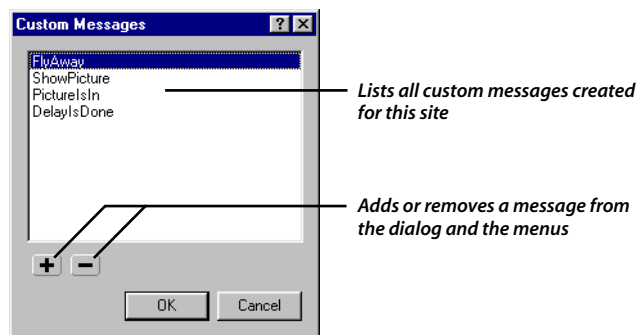 Custom Messages
FlyAway
ShowPicture
PictureIsIn
DelayIsDone
Lists all custom messages created
for this site
Adds or removes a message from
the dialog and the menus
OK
Cancel